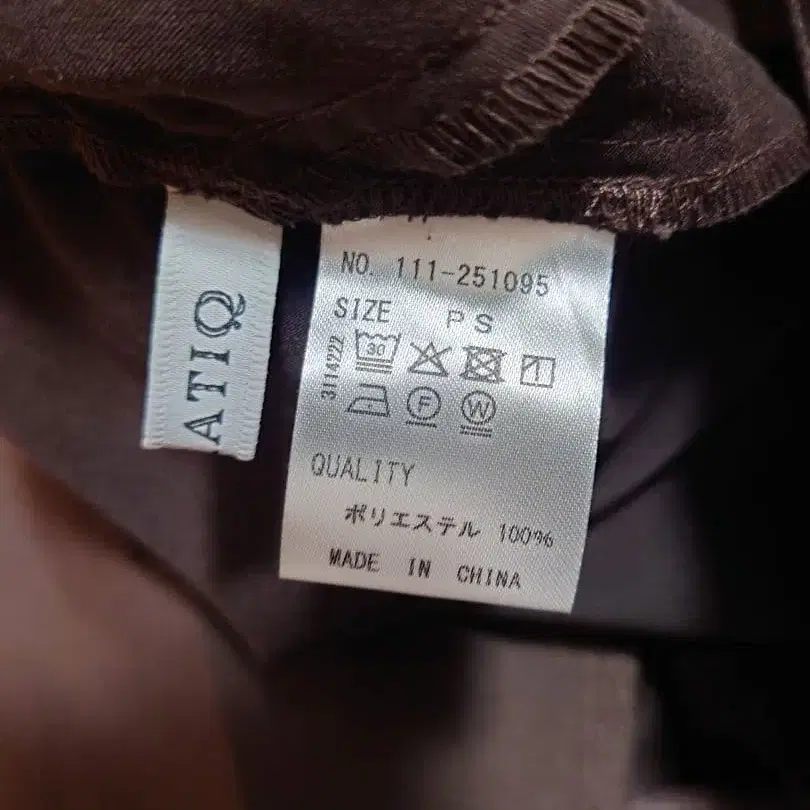 ATIQ
NO. 111-251095
SIZE PS
3114222
30
F
W
QUALITY
ポリエステル 100%
MADE IN CHINA